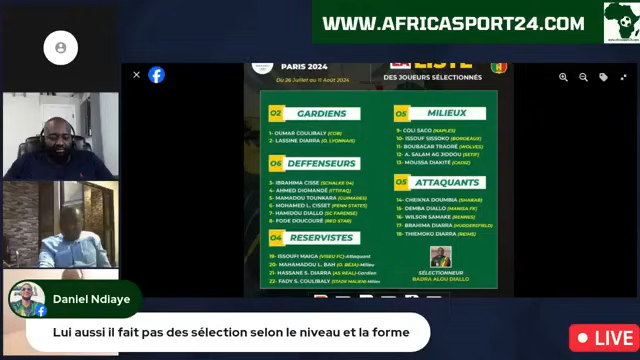 WWW.AFRICASPORT24.COM
PARIS 2024
Du 26 Juillet au 11 Août 2024
LA LISTE
DES JOUEURS SÉLECTIONNÉS
02 GARDIENS
1- OUMAR COULIBALY (COB)
2- LASSINE DIARRA (O. LYONNAIS)
06 DEFFENSEURS
3- IBRAHIMA CISSE (SCHALKE 04)
4- AHMED DIOMANDÉ (ITTIFAQ)
5- MAMADOU TOUNKARA
6- MOHAMED L. CISSET (PENN STATES)
7- HAMIDOU DIALLO (SC FARENSE)
8- FODE DOUCOURÉ (RED STAR)
04 RESERVISTES
19- ISSOUFI MAIGA (VISKU FC)-Attaquant
20- MAHAMADOU L. BAH (O. BÉJA)-Milieu
21- HASSANE S. DIARRA (AS REAL)-Gardien
22- FADY S. COULIBALY (STADE MALIEN)-Milieu
05 MILIEUX
9- COLI SACO (NAPLES)
10- ISSOUF SISSOKO (BORDEAUX)
11- BOUBACAR TRAORÉ (WOLVES)
12- A. SALAM AG JIDDOU (SETIF)
13- MOUSSA DIAKITÉ (CADIZ)
05 ATTAQUANTS
14- CHEIKNA DOUMBIA (SHABAB)
15- DEMBA DIALLO
16- WILSON SAMAKE (RENNES)
17- BRAHIMA DIARRA (HUDDERSFIELD)
18- THIEMOKO DIARRA (REIMS)
SÉLECTIONNEUR
BADRA ALOU DIALLO
Daniel Ndiaye
Lui aussi il fait pas des sélection selon le niveau et la forme
LIVE